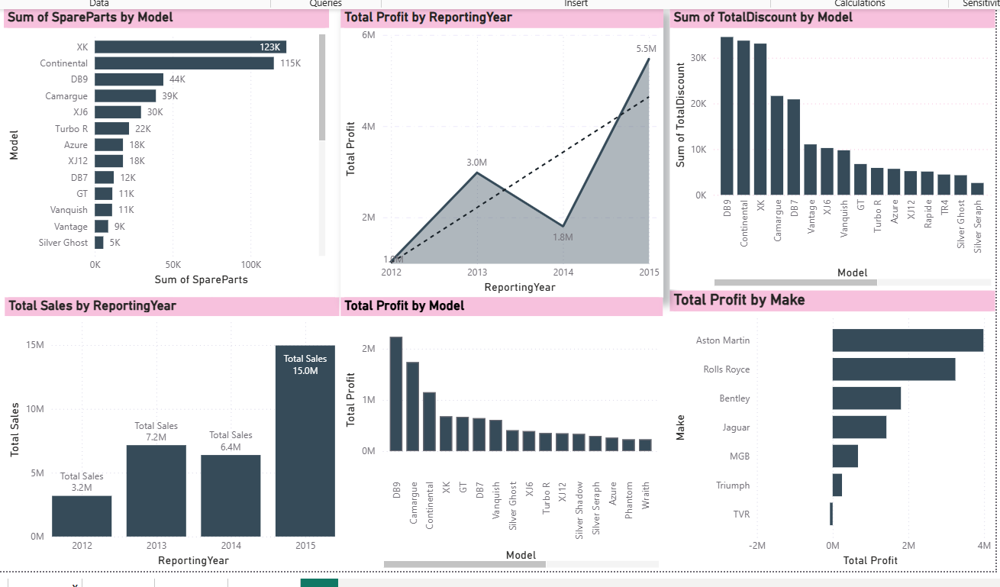 Data Queries Insert Calculations Sensitivit
Sum of SpareParts by Model
XK 123K
Continental 115K
DB9 44K
Camargue 39K
XJ6 30K
Turbo R 22K
Azure 18K
XJ12 18K
DB7 12K
GT 11K
Vanquish 11K
Vantage 9K
Silver Ghost 5K
Model
0K 50K 100K
Sum of SpareParts
Total Profit by ReportingYear
6M
5.5M
4M
3.0M
2M
1.8M
Total Profit
2012 2013 2014 2015
ReportingYear
Sum of TotalDiscount by Model
30K
20K
10K
0K
Sum of TotalDiscount
DB9 Continental XK Camargue DB7 Vantage XJ6 Vanquish GT Turbo R Azure XJ12 Rapide TR4 Silver Ghost Silver Seraph
Model
Total Sales by ReportingYear
15M
10M
5M
0M
Total Sales
Total Sales
3.2M
Total Sales
7.2M
Total Sales
6.4M
Total Sales
15.0M
2012 2013 2014 2015
ReportingYear
Total Profit by Model
2M
1M
0M
Total Profit
DB9 Camargue Continental XK GT DB7 Vanquish Silver Ghost XJ6 Turbo R XJ12 Silver Shadow Silver Seraph Azure Phantom Wraith
Model
Total Profit by Make
Aston Martin
Rolls Royce
Bentley
Jaguar
MGB
Triumph
TVR
Make
-2M 0M 2M 4M
Total Profit